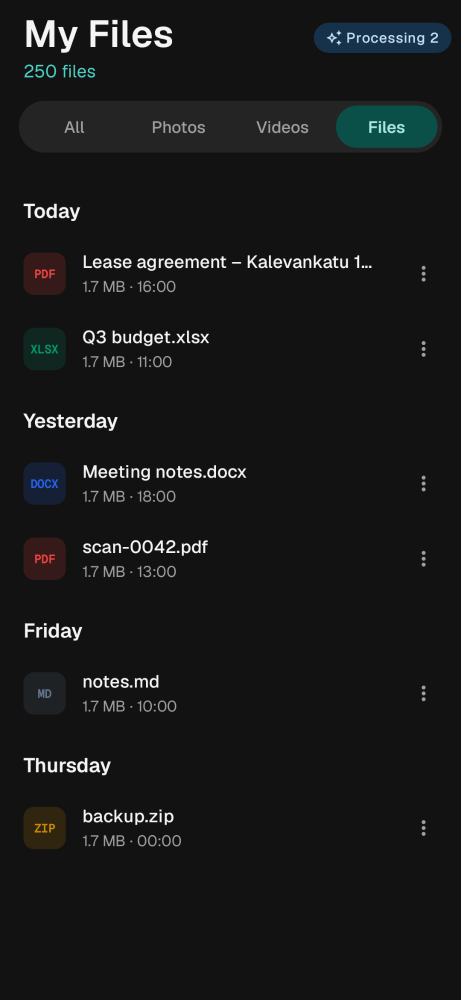 My Files
Processing 2
250 files
All
Photos
Videos
Files
Today
PDF
Lease agreement – Kalevankatu 1...
1.7 MB · 16:00
XLSX
Q3 budget.xlsx
1.7 MB · 11:00
Yesterday
DOCX
Meeting notes.docx
1.7 MB · 18:00
PDF
scan-0042.pdf
1.7 MB · 13:00
Friday
MD
notes.md
1.7 MB · 10:00
Thursday
ZIP
backup.zip
1.7 MB · 00:00